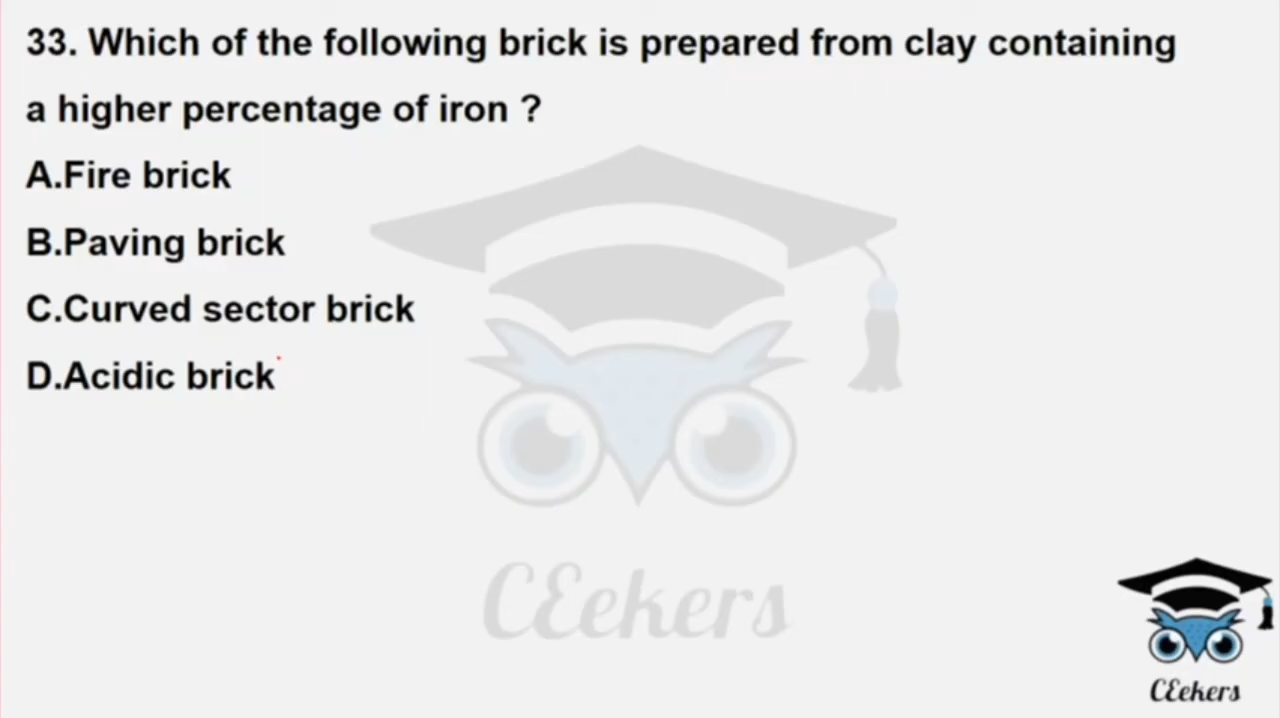 33. Which of the following brick is prepared from clay containing
a higher percentage of iron ?
A.Fire brick
B.Paving brick
C.Curved sector brick
D.Acidic brick
CEekers
CEekers